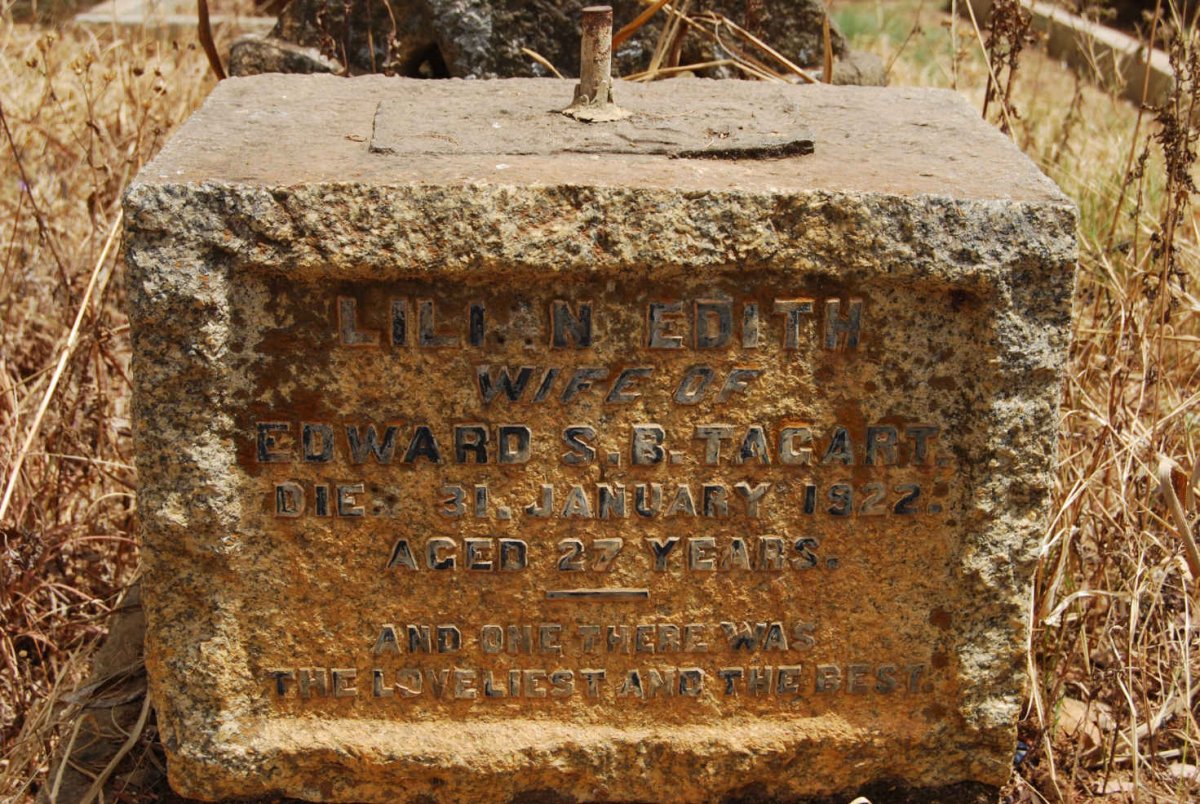 LILIAN EDITH
WIFE OF
EDWARD S.B.TAGART.
DIED 31. JANUARY 1922.
AGED 27 YEARS.
AND ONE THERE WAS
THE LOVELIEST AND THE BEST.